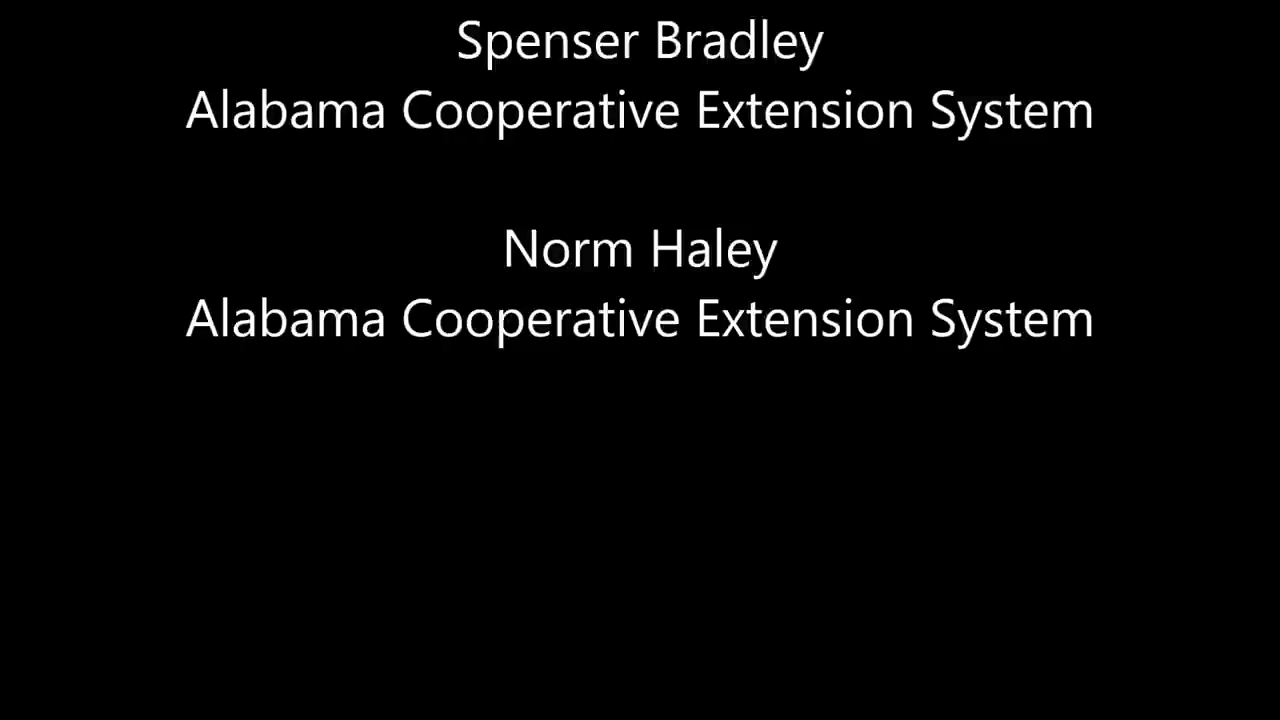 Spenser Bradley
Alabama Cooperative Extension System
Norm Haley
Alabama Cooperative Extension System